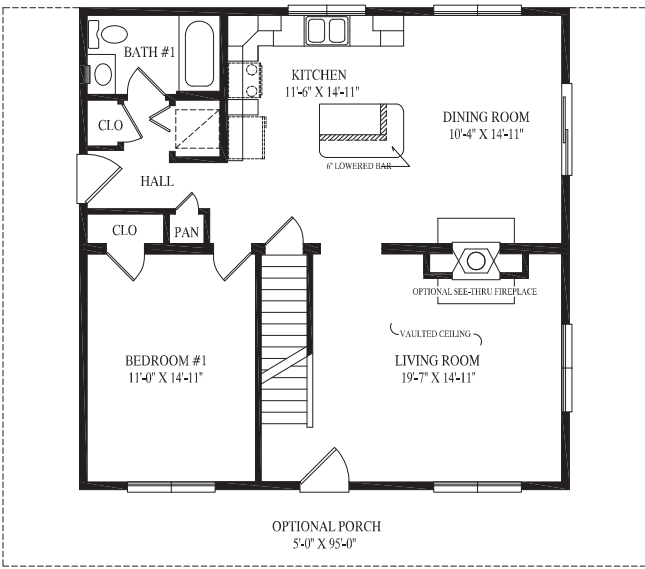 BATH #1
KITCHEN
11'-6" X 14'-11"
DINING ROOM
10'-4" X 14'-11"
CLO
6" LOWERED BAR
HALL
CLO
PAN
OPTIONAL SEE-THRU FIREPLACE
VAULTED CEILING
BEDROOM #1
11'-0" X 14'-11"
LIVING ROOM
19'-7" X 14'-11"
OPTIONAL PORCH
5'-0" X 95'-0"